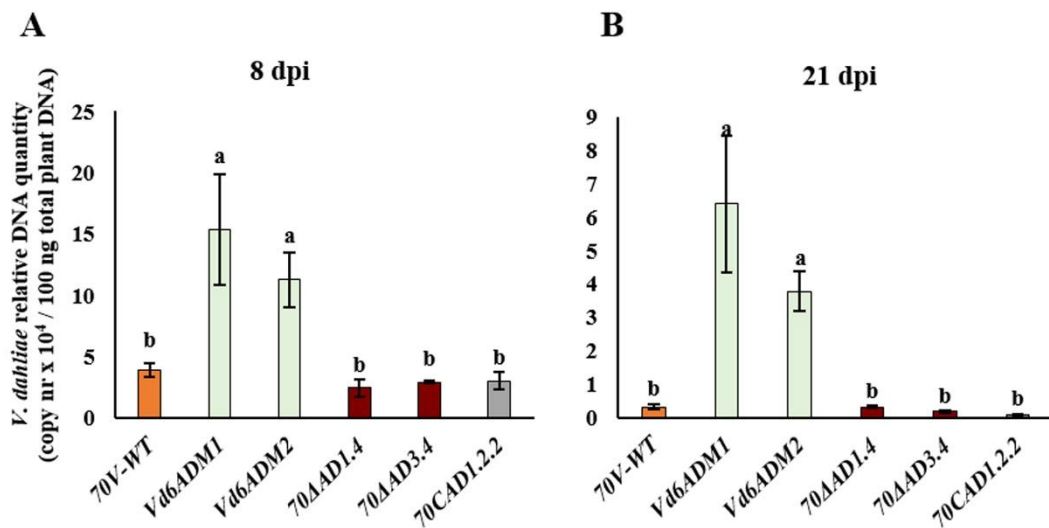 A
8 dpi
V. dahliae relative DNA quantity
(copy nr x 10⁴ / 100 ng total plant DNA)
25
20
15
10
5
0
b
a
a
b
b
b
70V-WT
Vd6ADM1
Vd6ADM2
70ΔAD1.4
70ΔAD3.4
70CAD1.2.2
B
21 dpi
9
8
7
6
5
4
3
2
1
0
b
a
a
b
b
b
70V-WT
Vd6ADM1
Vd6ADM2
70ΔAD1.4
70ΔAD3.4
70CAD1.2.2